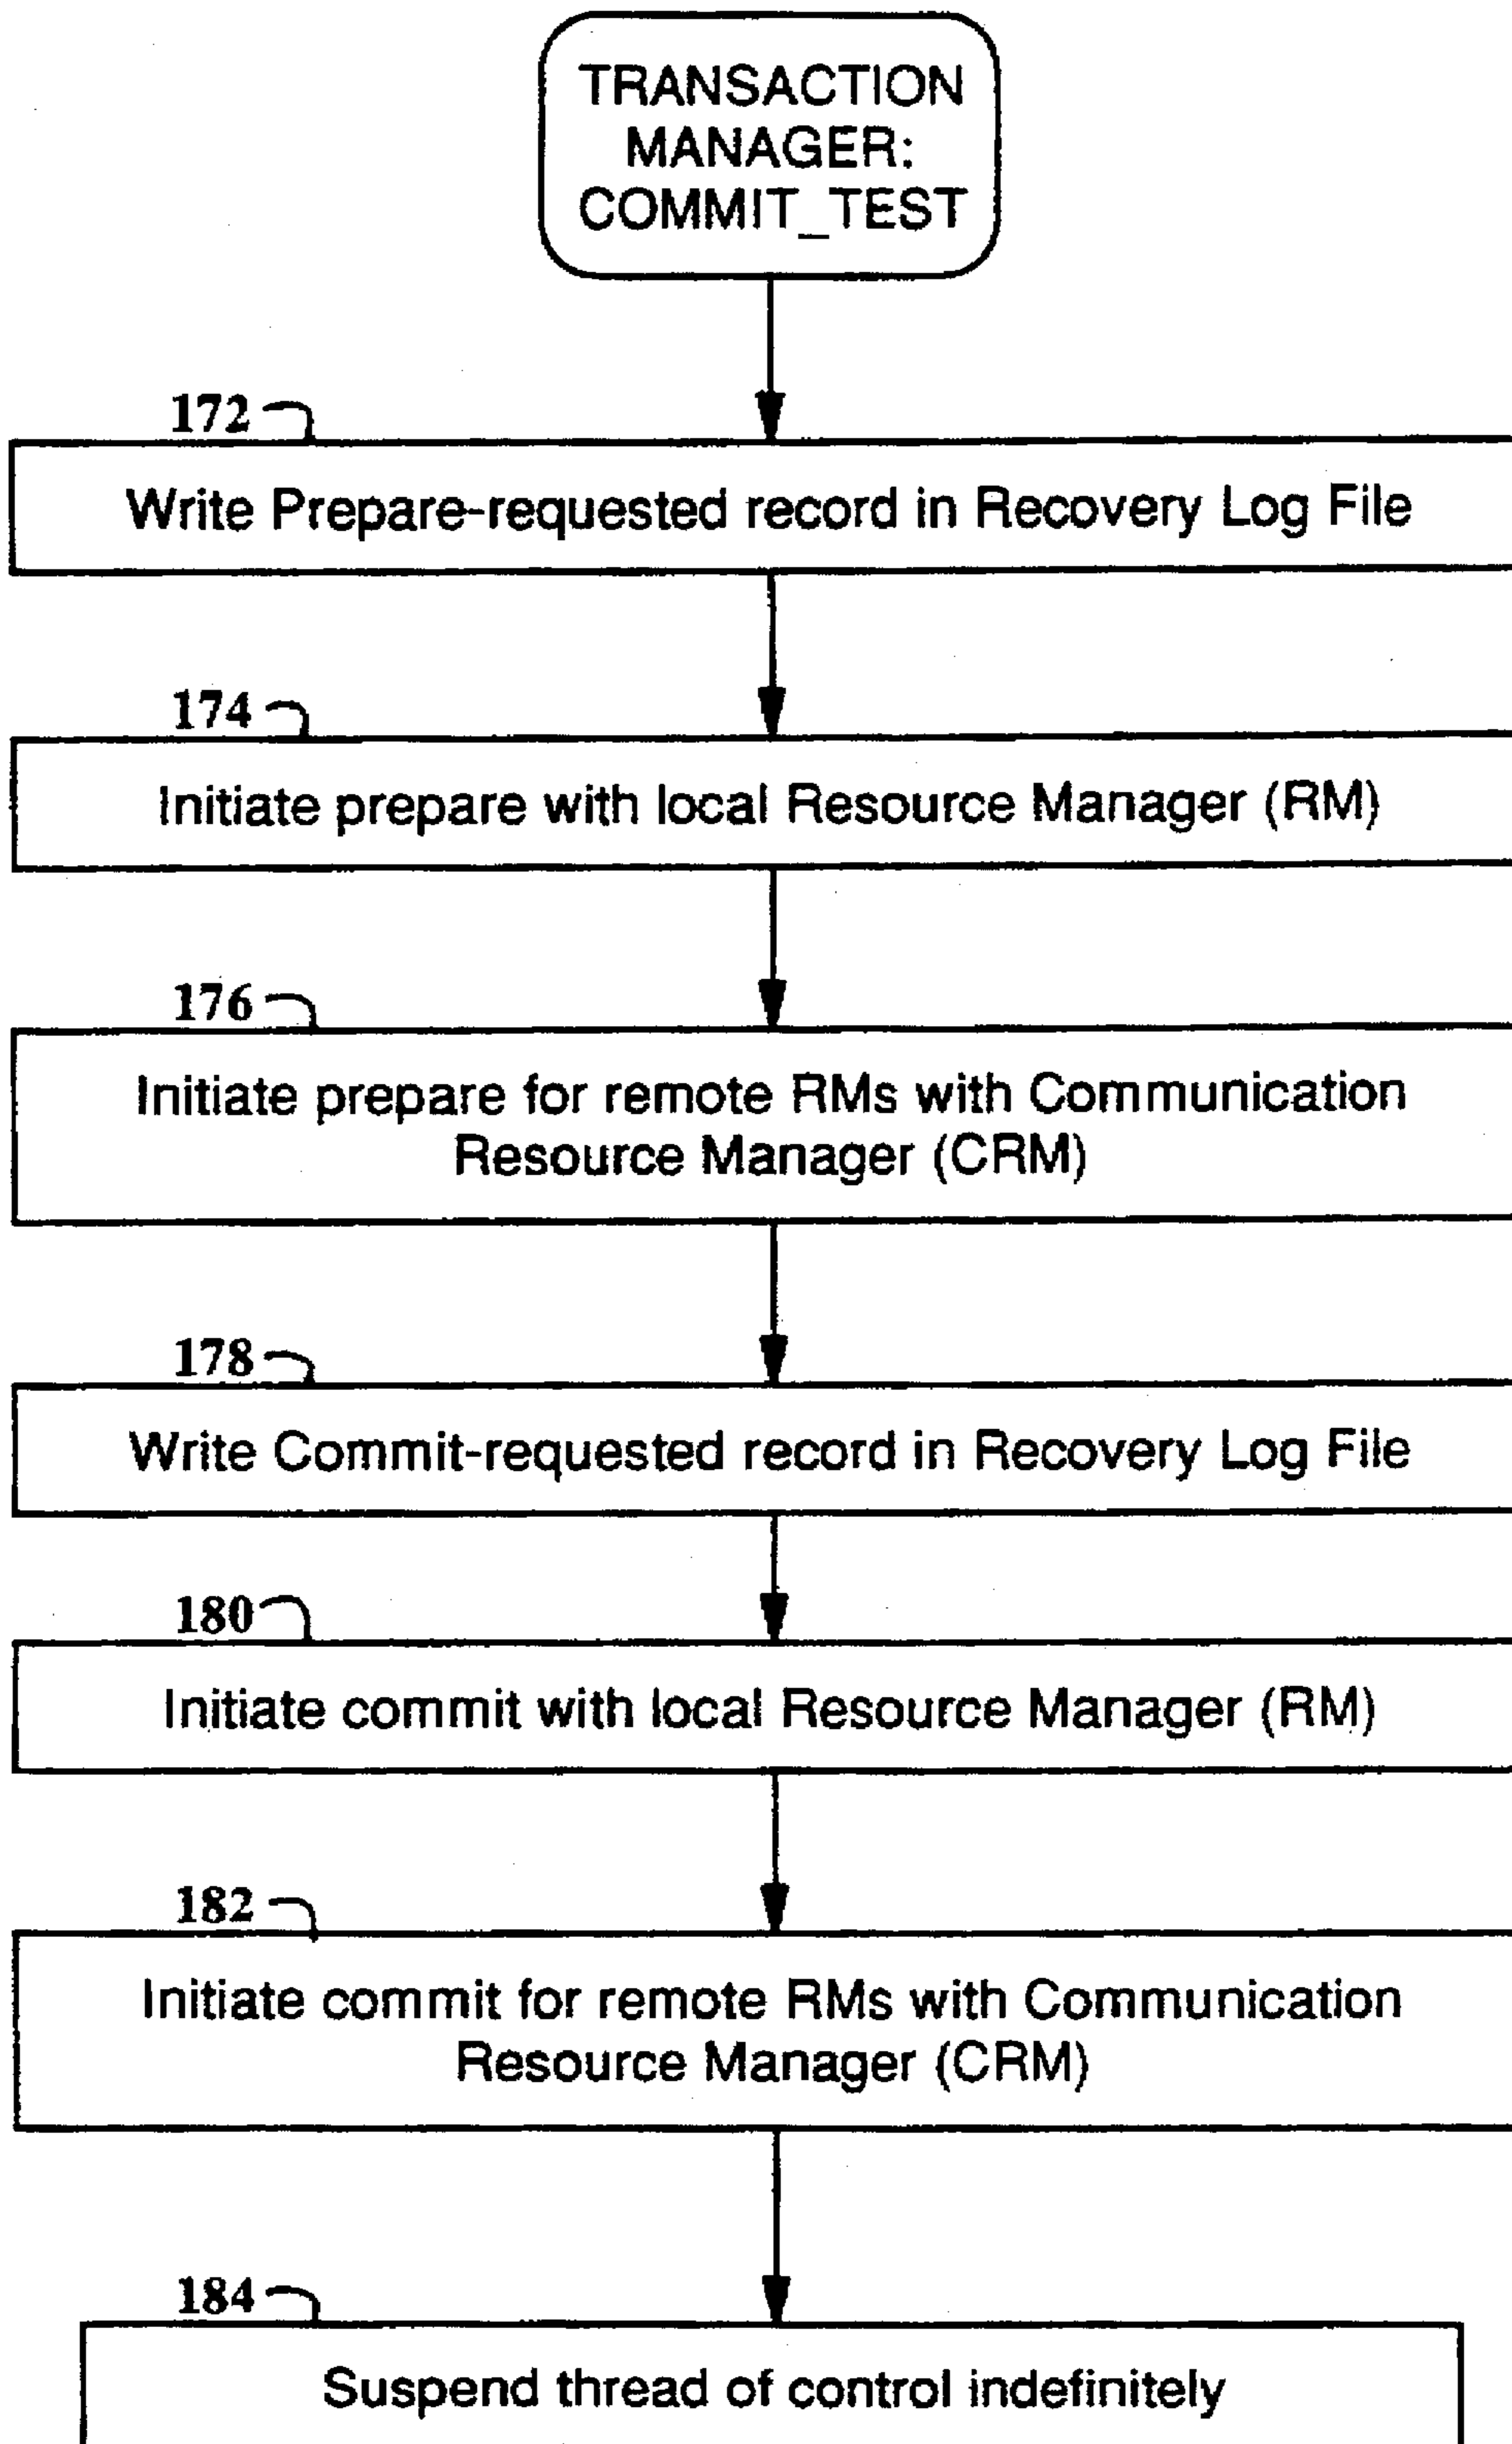 TRANSACTION
MANAGER:
COMMIT_TEST
172
Write Prepare-requested record in Recovery Log File
174
Initiate prepare with local Resource Manager (RM)
176
Initiate prepare for remote RMs with Communication
Resource Manager (CRM)
178
Write Commit-requested record in Recovery Log File
180
Initiate commit with local Resource Manager (RM)
182
Initiate commit for remote RMs with Communication
Resource Manager (CRM)
184
Suspend thread of control indefinitely